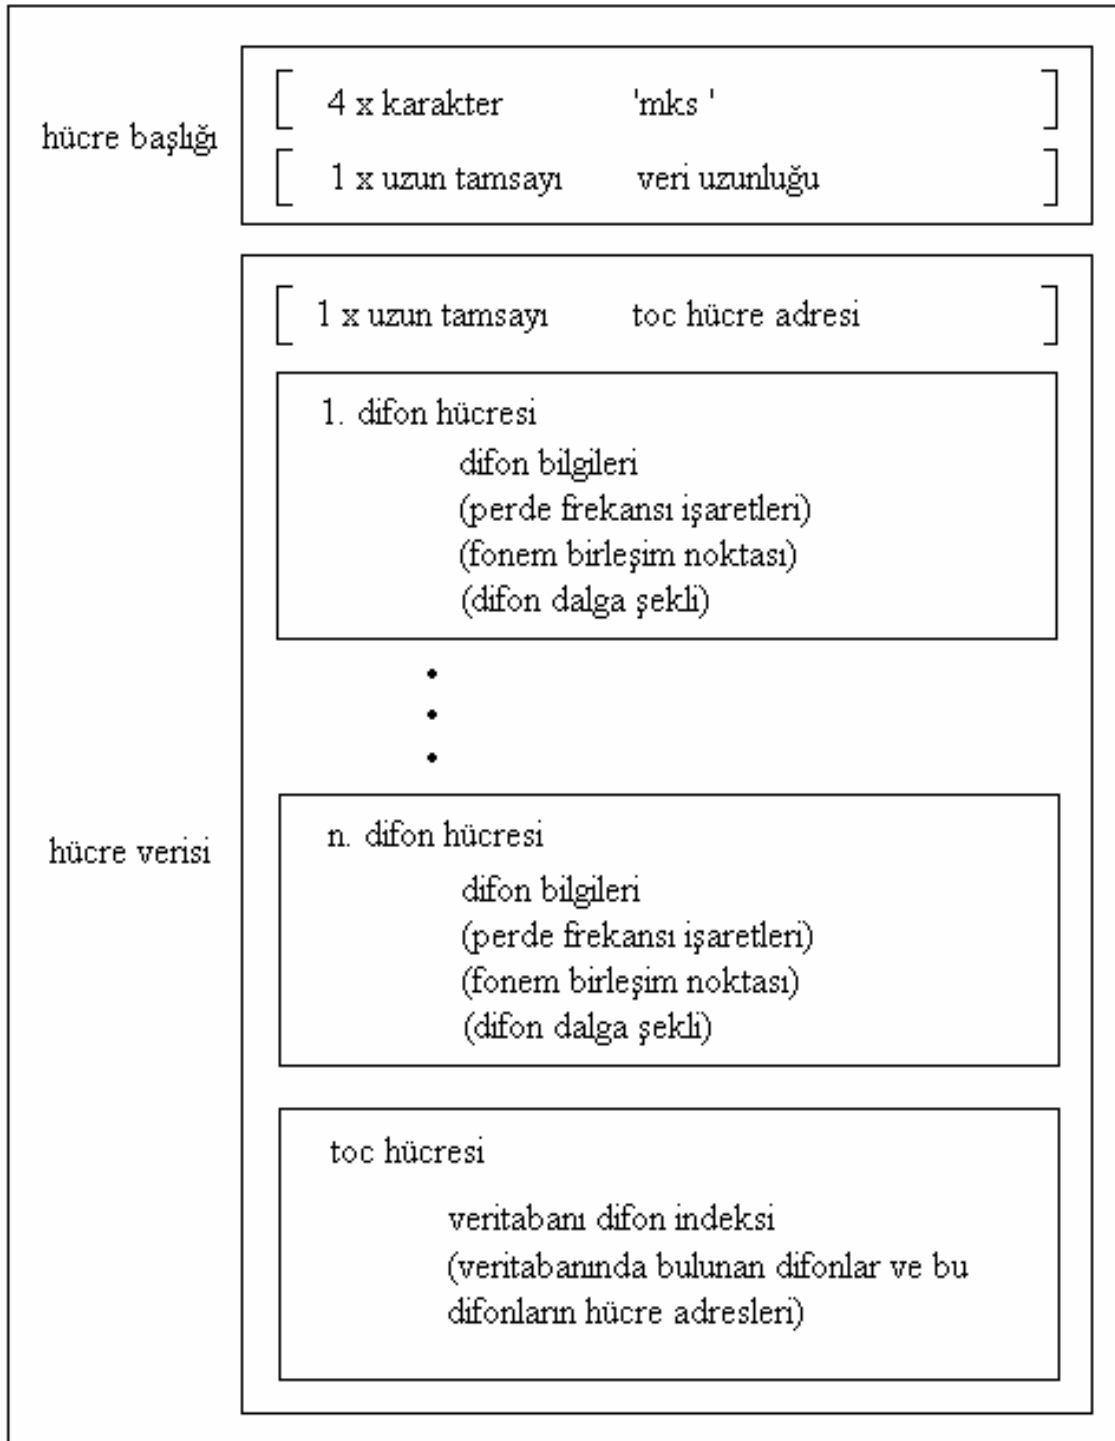 4 x karakter 'mks '
hücre başlığı
1 x uzun tamsayı veri uzunluğu
1 x uzun tamsayı toc hücre adresi
1. difon hücresi
difon bilgileri
(perde frekansı işaretleri)
(fonem birleşim noktası)
(difon dalga şekli)
n. difon hücresi
hücre verisi
difon bilgileri
(perde frekansı işaretleri)
(fonem birleşim noktası)
(difon dalga şekli)
toc hücresi
veritabanı difon indeksi
(veritabanında bulunan difonlar ve bu
difonların hücre adresleri)